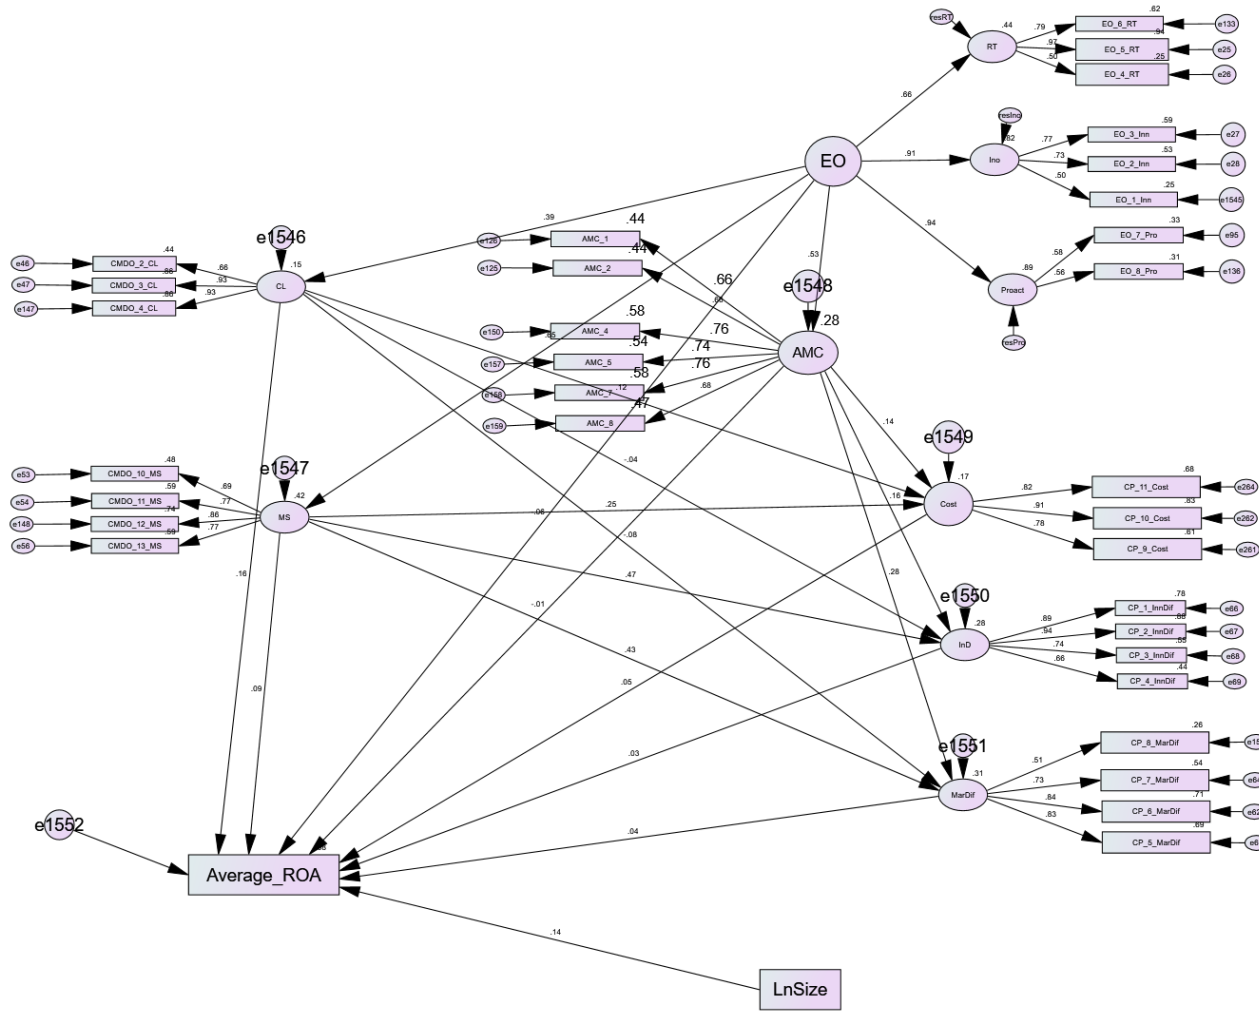 resRT
.44
RT
.79
.97
.50
.62
EO_6_RT
e133
.94
EO_5_RT
e25
.25
EO_4_RT
e26
.66
resIno
.82
Ino
.77
.73
.50
.59
EO_3_Inn
e27
.53
EO_2_Inn
e28
.25
EO_1_Inn
e1545
EO
.91
.94
.33
EO_7_Pro
e95
.31
EO_8_Pro
e136
.58
.56
.89
Proact
resPro
.39
.53
e1546
.15
CL
.44
CMDO_2_CL
e46
.66
CMDO_3_CL
e47
.93
.86
CMDO_4_CL
e147
.93
e126
AMC_1
.44
e125
AMC_2
.44
.66
e1548
.28
AMC
.58
e150
AMC_4
.76
.54
e157
AMC_5
.74
.58
AMC_7
.76
.12
.47
e159
AMC_8
.68
.14
e1549
.17
Cost
.16
-.04
.68
CP_11_Cost
e264
.82
.83
CP_10_Cost
e262
.91
.61
CP_9_Cost
e261
.78
e1547
.42
MS
.48
CMDO_10_MS
e53
.69
.59
CMDO_11_MS
e54
.77
.74
CMDO_12_MS
e148
.86
.59
CMDO_13_MS
e56
.77
.25
-.08
.28
.16
.47
-.01
e1550
.28
InD
.78
CP_1_InnDif
e66
.89
CP_2_InnDif
e67
.94
.55
CP_3_InnDif
e68
.74
.44
CP_4_InnDif
e69
.66
.43
.05
.09
.03
e1551
.31
MarDif
.26
CP_8_MarDif
.51
.54
CP_7_MarDif
.73
.71
CP_6_MarDif
.84
.69
CP_5_MarDif
.83
.04
e1552
Average_ROA
.14
LnSize